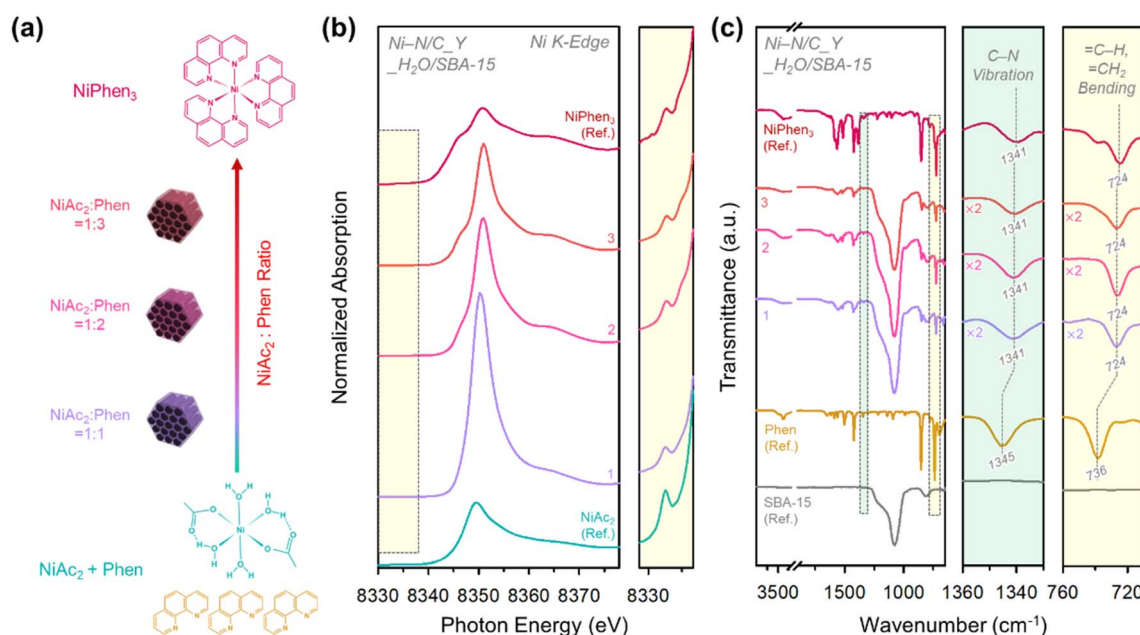 (a)
NiPhen3
Ni
N
N
N
N
N
N
NiAc2:Phen
=1:3
NiAc2:Phen
=1:2
NiAc2:Phen
=1:1
NiAc2 : Phen Ratio
NiAc2 + Phen
(b)
Ni–N/C_Y
_H2O/SBA-15
Ni K-Edge
NiPhen3
(Ref.)
3
2
1
NiAc2
(Ref.)
Normalized Absorption
8330 8340 8350 8360 8370
8330
Photon Energy (eV)
(c)
Ni–N/C_Y
_H2O/SBA-15
C–N
Vibration
=C–H,
=CH2
Bending
NiPhen3
(Ref.)
1341
724
3
×2
1341
×2
724
2
×2
1341
×2
724
1
×2
1341
×2
724
Phen
(Ref.)
1345
736
SBA-15
(Ref.)
Transmittance (a.u.)
3500 1500 1000
1360 1340
760 720
Wavenumber (cm-1)